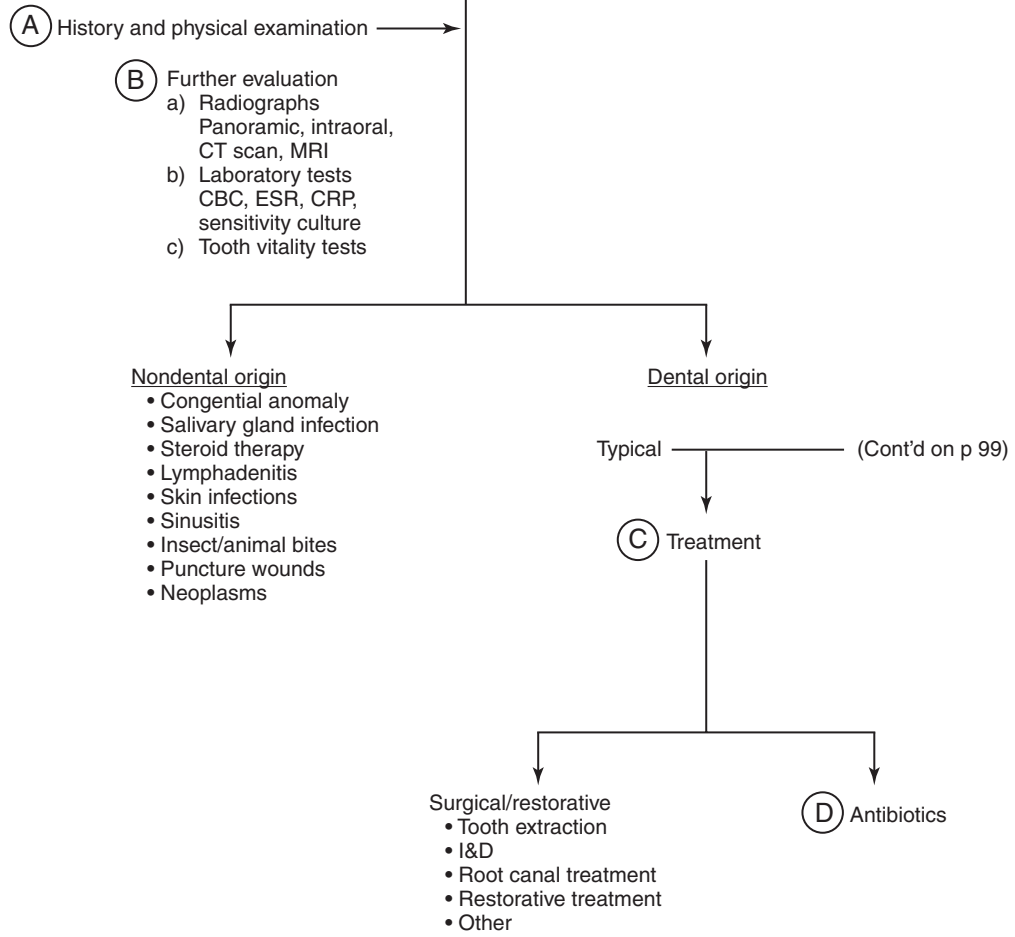 A History and physical examination
B Further evaluation
a) Radiographs
Panoramic, intraoral,
CT scan, MRI
b) Laboratory tests
CBC, ESR, CRP,
sensitivity culture
c) Tooth vitality tests
Nondental origin
• Congential anomaly
• Salivary gland infection
• Steroid therapy
• Lymphadenitis
• Skin infections
• Sinusitis
• Insect/animal bites
• Puncture wounds
• Neoplasms
Dental origin
Typical (Cont'd on p 99)
C Treatment
Surgical/restorative
• Tooth extraction
• I&D
• Root canal treatment
• Restorative treatment
• Other
D Antibiotics